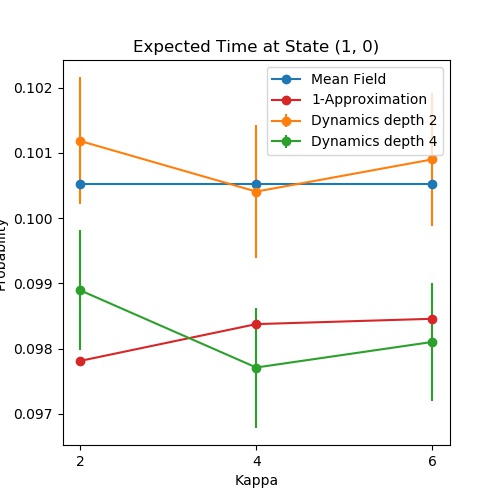 Expected Time at State (1, 0)
Mean Field
1-Approximation
Dynamics depth 2
Dynamics depth 4
0.102
0.101
0.100
0.099
0.098
0.097
Probability
2 4 6
Kappa